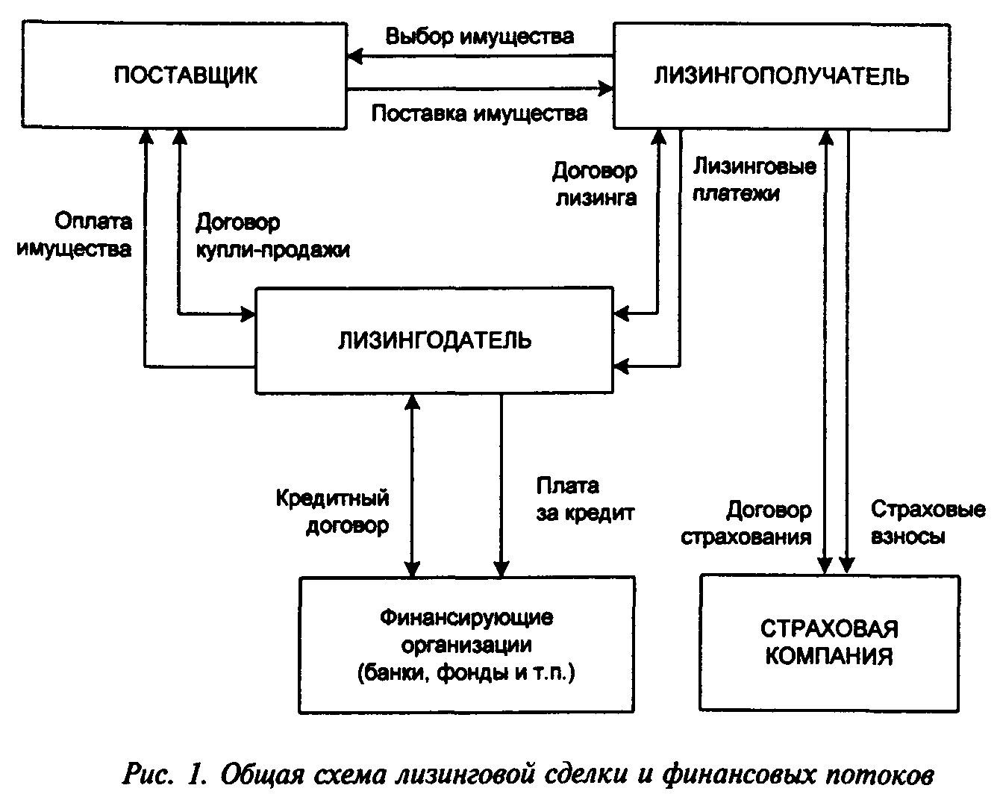 Выбор имущества
ПОСТАВЩИК
ЛИЗИНГОПОЛУЧАТЕЛЬ
Поставка имущества
Договор
лизинга
Лизинговые
платежи
Оплата
имущества
Договор
купли-продажи
ЛИЗИНГОДАТЕЛЬ
Кредитный
договор
Плата
за кредит
Договор
страхования
Страховые
взносы
Финансирующие
организации
(банки, фонды и т.п.)
СТРАХОВАЯ
КОМПАНИЯ
Рис. 1. Общая схема лизинговой сделки и финансовых потоков